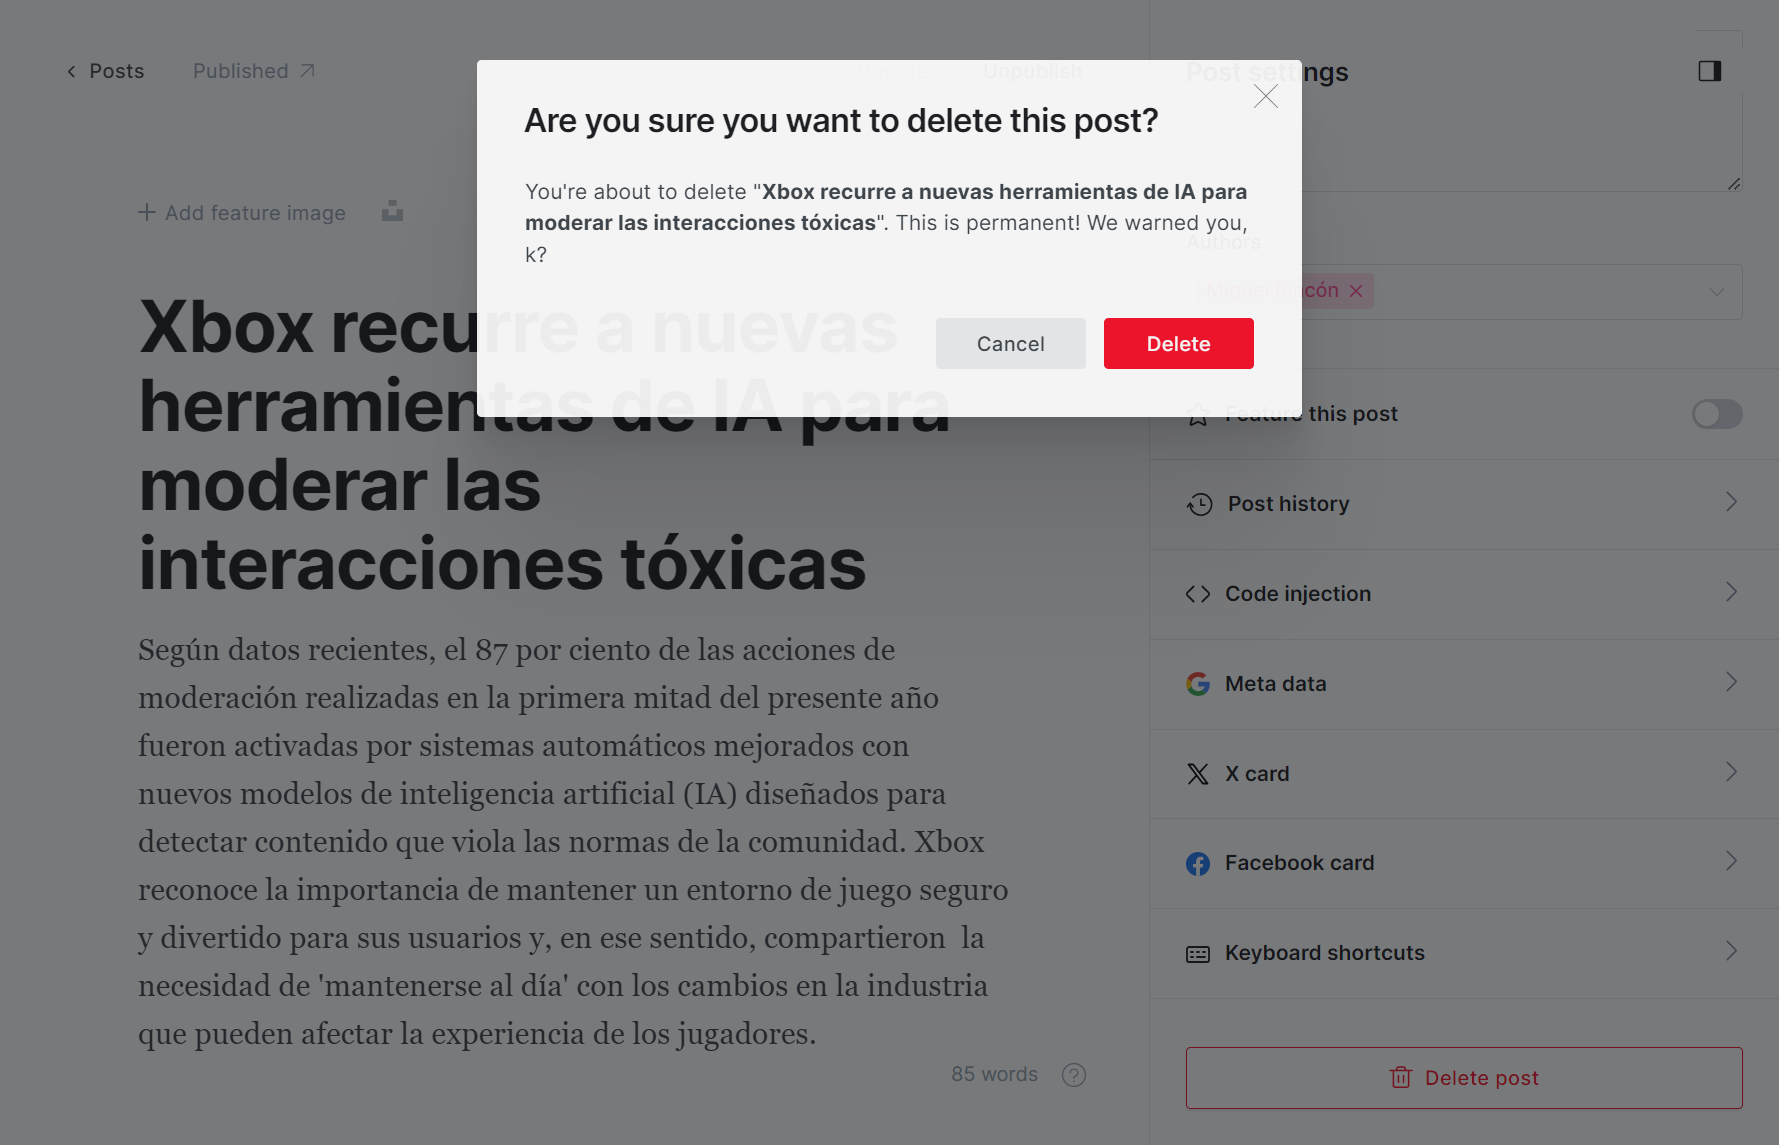 Posts
Published
Update
Unpublish
Post settings
Are you sure you want to delete this post?
You're about to delete "Xbox recurre a nuevas herramientas de IA para
moderar las interacciones tóxicas". This is permanent! We warned you,
k?
Cancel
Delete
Add feature image
Xbox recurre a nuevas
herramientas de IA para
moderar las
interacciones tóxicas
Según datos recientes, el 87 por ciento de las acciones de
moderación realizadas en la primera mitad del presente año
fueron activadas por sistemas automáticos mejorados con
nuevos modelos de inteligencia artificial (IA) diseñados para
detectar contenido que viola las normas de la comunidad. Xbox
reconoce la importancia de mantener un entorno de juego seguro
y divertido para sus usuarios y, en ese sentido, compartieron  la
necesidad de 'mantenerse al día' con los cambios en la industria
que pueden afectar la experiencia de los jugadores.
85 words
Authors
Miguel Rincón
Feature this post
Post history
Code injection
Meta data
X card
Facebook card
Keyboard shortcuts
Delete post